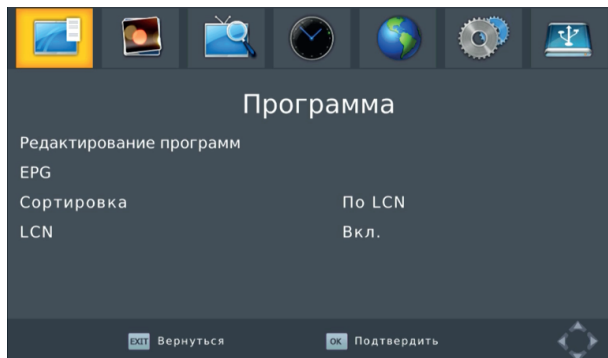 Программа
Редактирование программ
EPG
Сортировка По LCN
LCN Вкл.
EXIT Вернуться OK Подтвердить